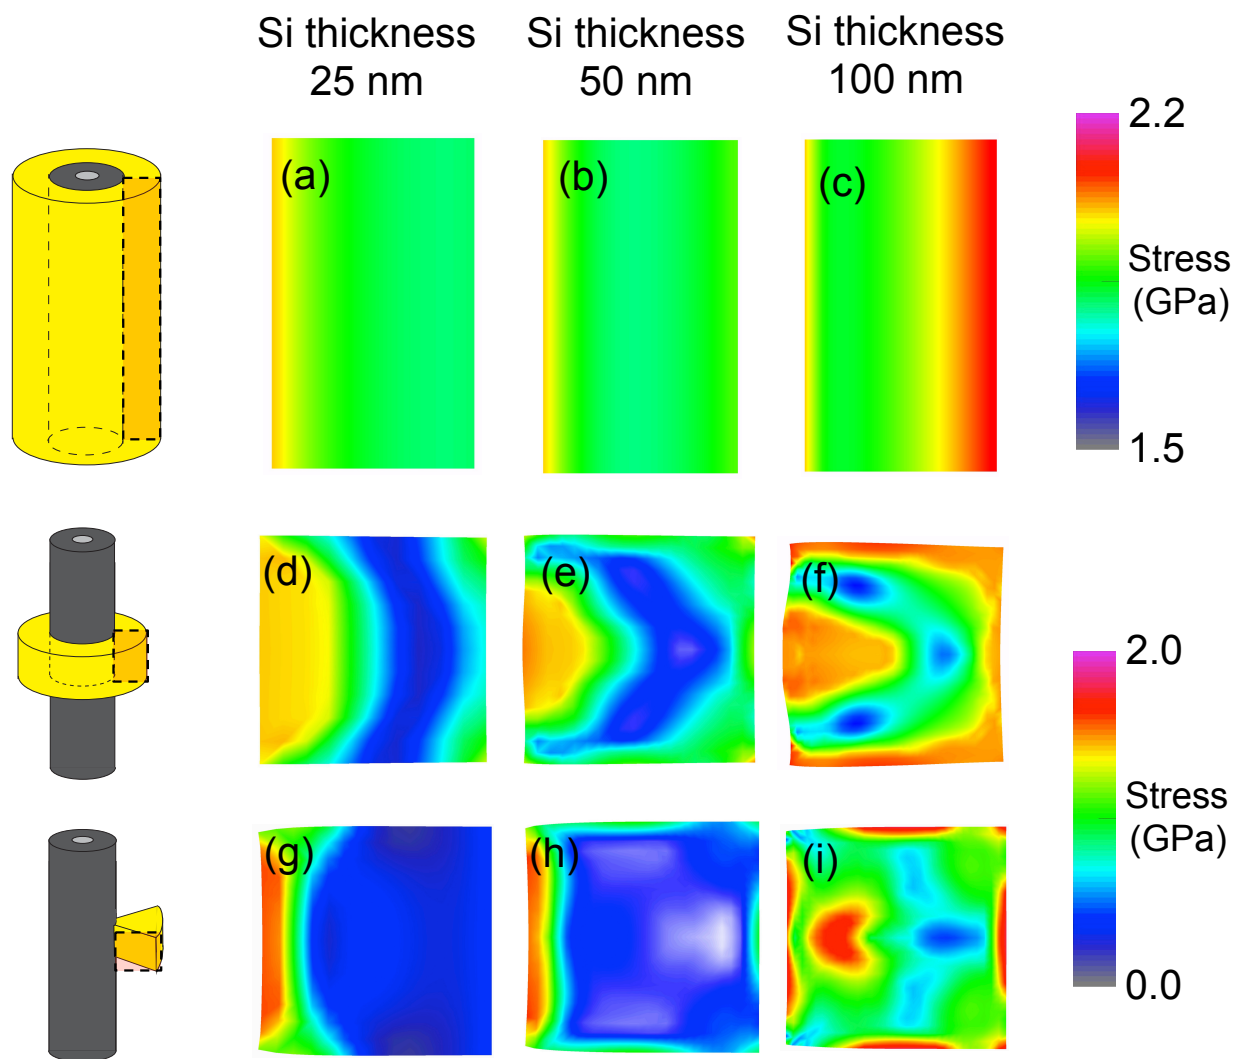 Si thickness
25 nm
Si thickness
50 nm
Si thickness
100 nm
(a)
(b)
(c)
2.2
Stress
(GPa)
1.5
(d)
(e)
(f)
2.0
Stress
(GPa)
0.0
(g)
(h)
(i)